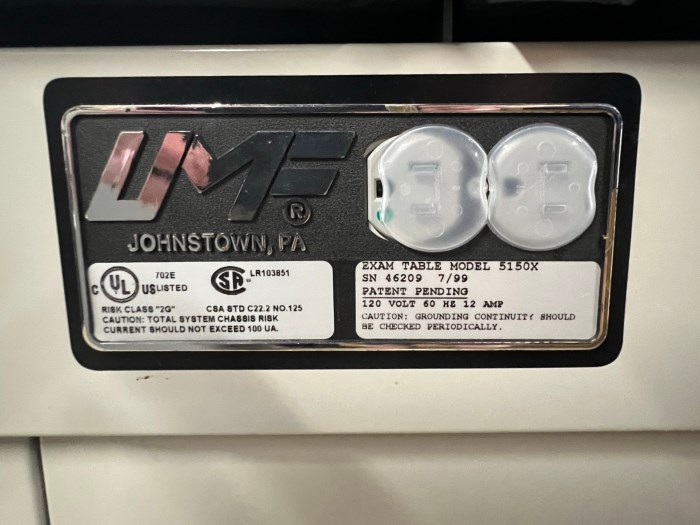 UMF®
JOHNSTOWN, PA
c UL US LISTED
702E
SA
LR103851
RISK CLASS "2G" CSA STD C22.2 NO.125
CAUTION: TOTAL SYSTEM CHASSIS RISK
CURRENT SHOULD NOT EXCEED 100 UA.
EXAM TABLE MODEL 5150X
SN 46209 7/99
PATENT PENDING
120 VOLT 60 HZ 12 AMP
CAUTION: GROUNDING CONTINUITY SHOULD
BE CHECKED PERIODICALLY.